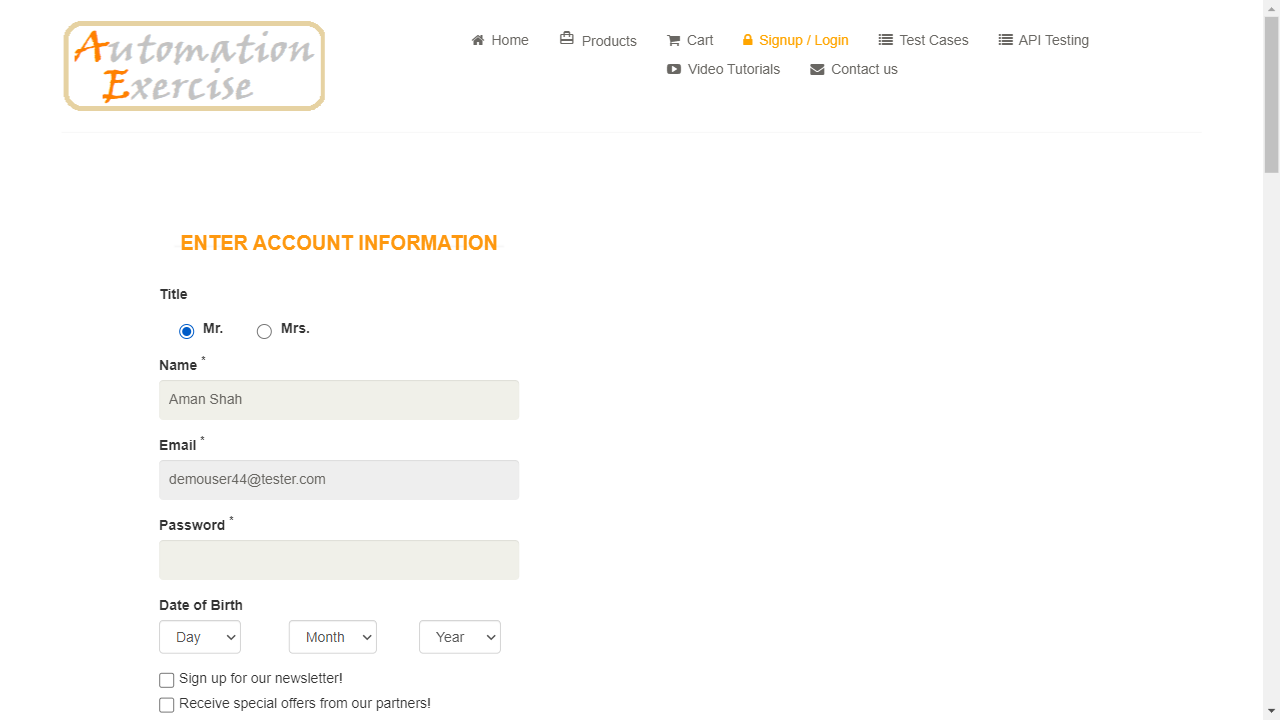 Automation
Exercise
Home Products Cart Signup / Login Test Cases API Testing
Video Tutorials Contact us
ENTER ACCOUNT INFORMATION
Title
Mr. Mrs.
Name *
Aman Shah
Email *
demouser44@tester.com
Password *
Date of Birth
Day Month Year
Sign up for our newsletter!
Receive special offers from our partners!